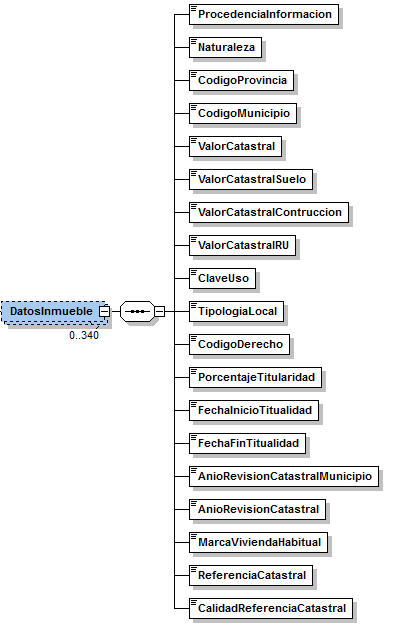 ProcedenciaInformacion
Naturaleza
CodigoProvincia
CodigoMunicipio
ValorCatastral
ValorCatastralSuelo
ValorCatastralContruccion
ValorCatastralRU
ClaveUso
DatosInmueble
0..340
TipologiaLocal
CodigoDerecho
PorcentajeTitularidad
FechaInicioTitualidad
FechaFinTitualidad
AnioRevisionCatastralMunicipio
AnioRevisionCatastral
MarcaViviendaHabitual
ReferenciaCatastral
CalidadReferenciaCatastral